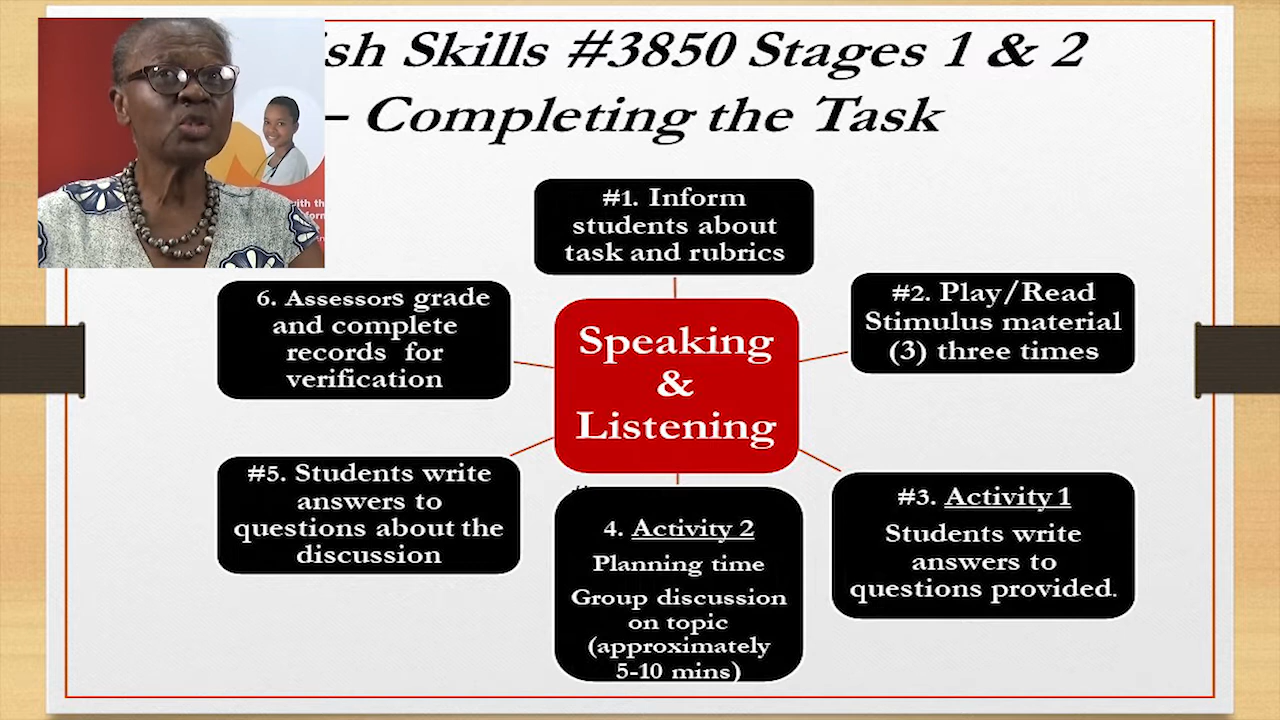 ish Skills #3850 Stages 1 & 2
– Completing the Task
#1. Inform
students about
task and rubrics
#2. Play/Read
Stimulus material
(3) three times
#3. Activity 1
Students write
answers to
questions provided.
4. Activity 2
Planning time
Group discussion
on topic
(approximately
5-10 mins)
#5. Students write
answers to
questions about the
discussion
6. Assessors grade
and complete
records for
verification
Speaking
&
Listening
with th